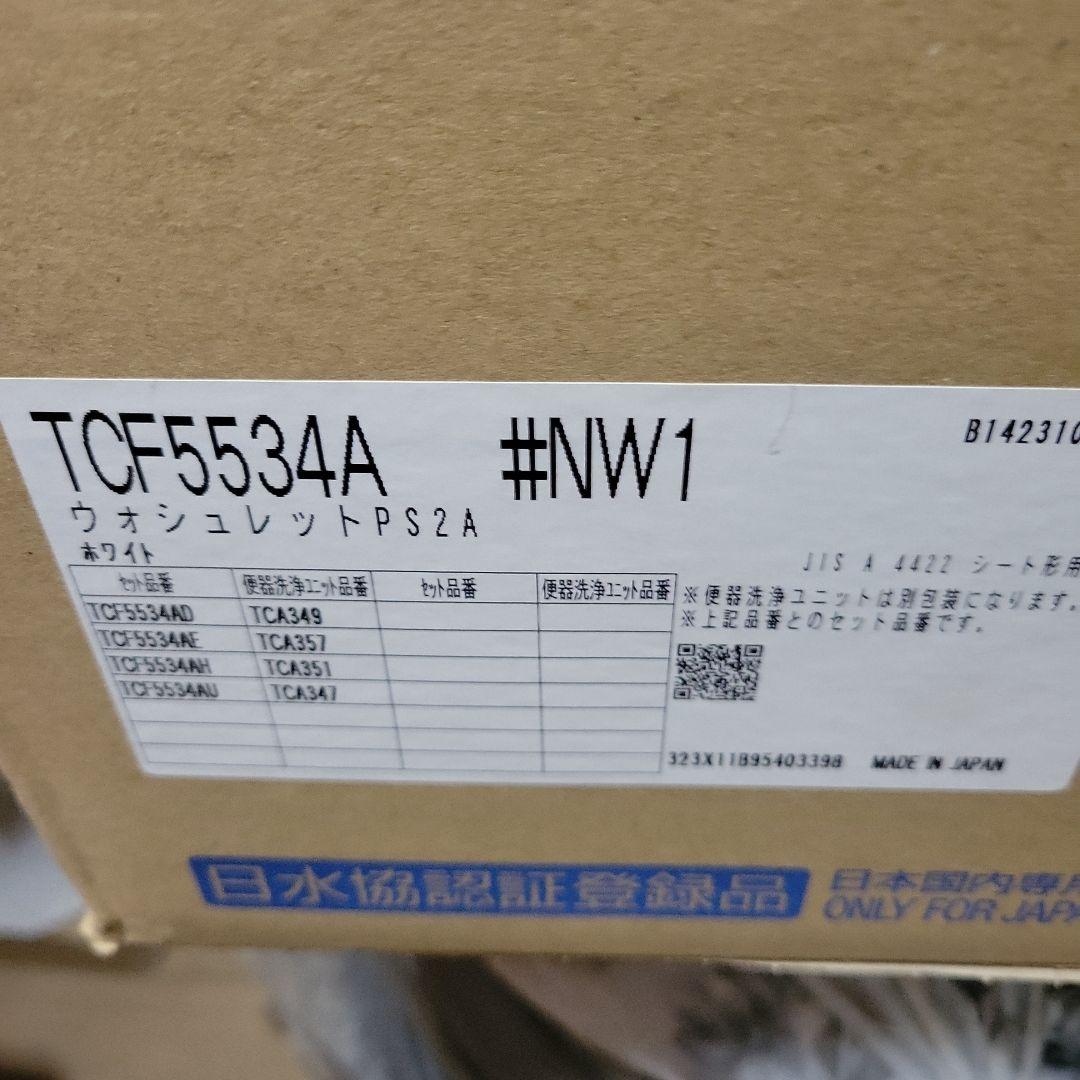 TCF5534A #NW1 B142310
ウォシュレットPS2A
ホワイト
JIS A 4422 シート形用
セット品番 便器洗浄ユニット品番 セット品番 便器洗浄ユニット品番
※便器洗浄ユニットは別包装になります。
※上記品番とのセット品番です。
TCF5534AD TCA349
TCF5534AE TCA357
TCF5534AH TCA351
TCF5534AU TCA347
323X11B95403398 MADE IN JAPAN
日水協認証登録品
日本国内専用
ONLY FOR JAPA